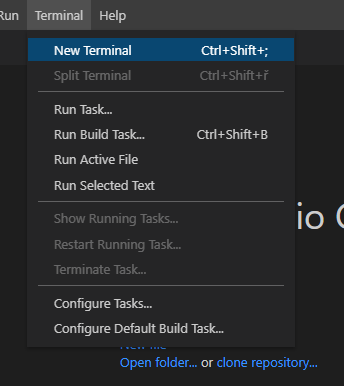 Run Terminal Help
New Terminal Ctrl+Shift+;
Split Terminal Ctrl+Shift+ř
Run Task...
Run Build Task... Ctrl+Shift+B
Run Active File
Run Selected Text
io
Show Running Tasks...
Restart Running Task...
Terminate Task...
Configure Tasks...
Configure Default Build Task...
New file
Open folder... or clone repository...